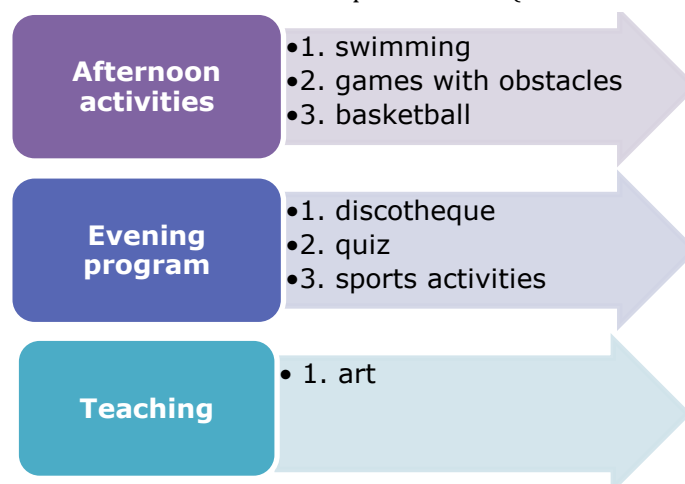 Afternoon
activities
•1. swimming
•2. games with obstacles
•3. basketball
Evening
program
•1. discotheque
•2. quiz
•3. sports activities
Teaching
• 1. art